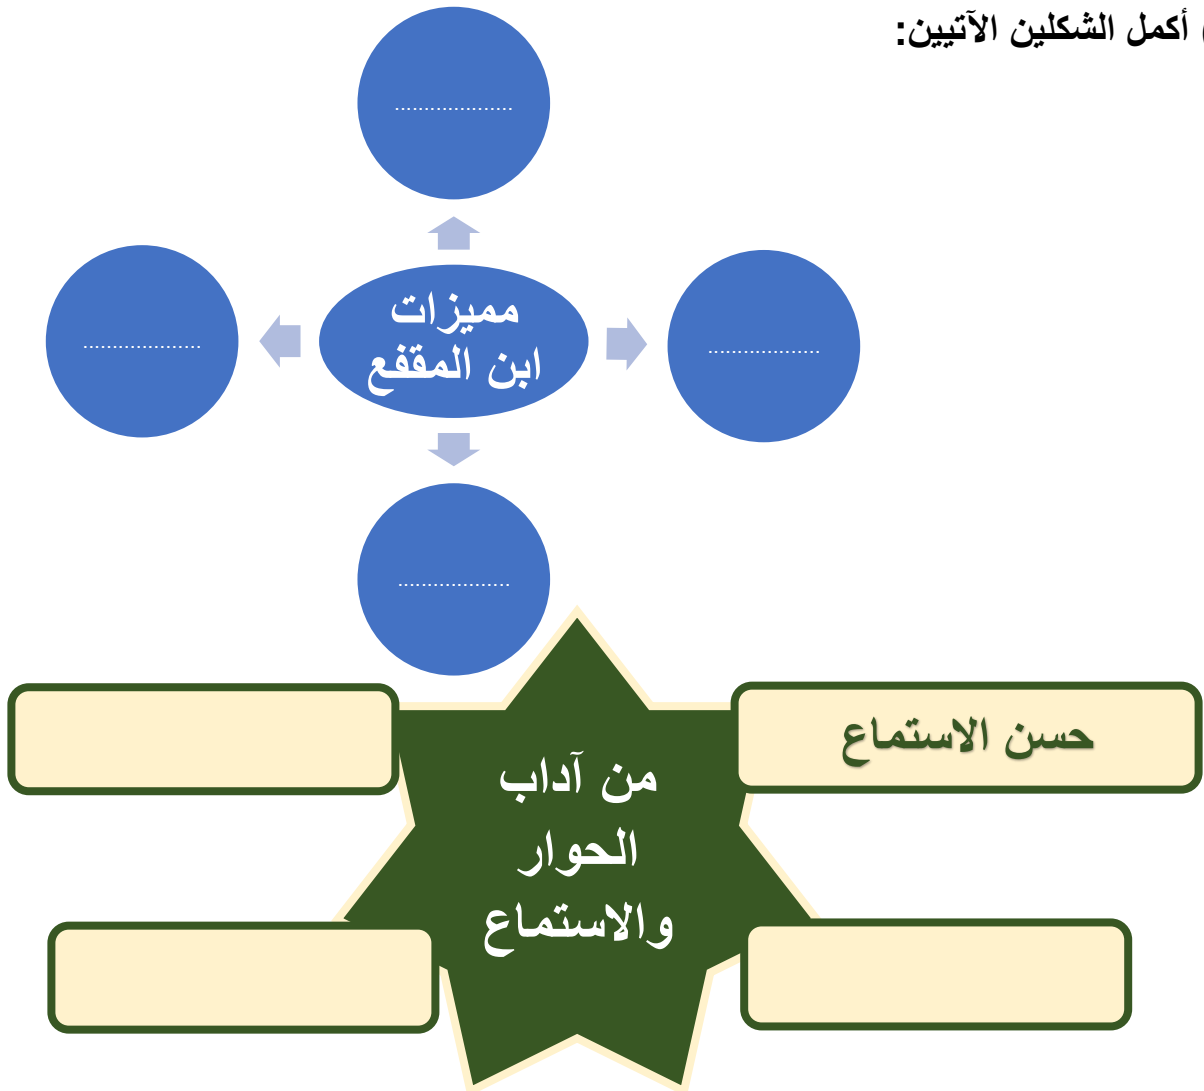 ) أكمل الشكلين الآتيين:
....................
مميزات
ابن المقفع
...................
....................
...................
حسن الاستماع
من آداب
الحوار
والاستماع